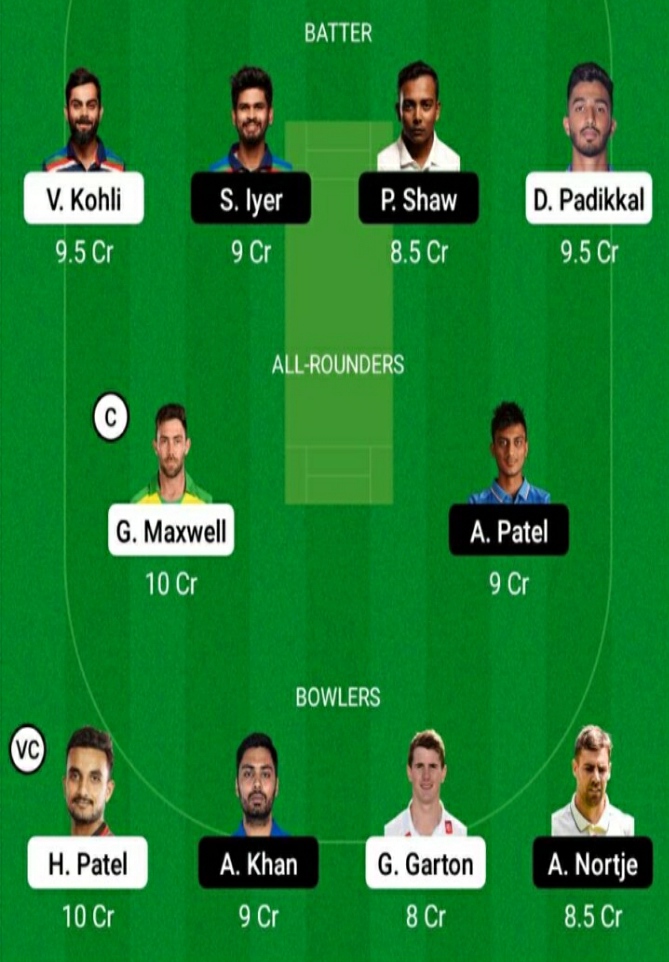 BATTER
V. Kohli
S. Iyer
P. Shaw
D. Padikkal
9.5 Cr
9 Cr
8.5 Cr
9.5 Cr
ALL-ROUNDERS
C
G. Maxwell
A. Patel
10 Cr
9 Cr
BOWLERS
VC
H. Patel
A. Khan
G. Garton
A. Nortje
10 Cr
9 Cr
8 Cr
8.5 Cr